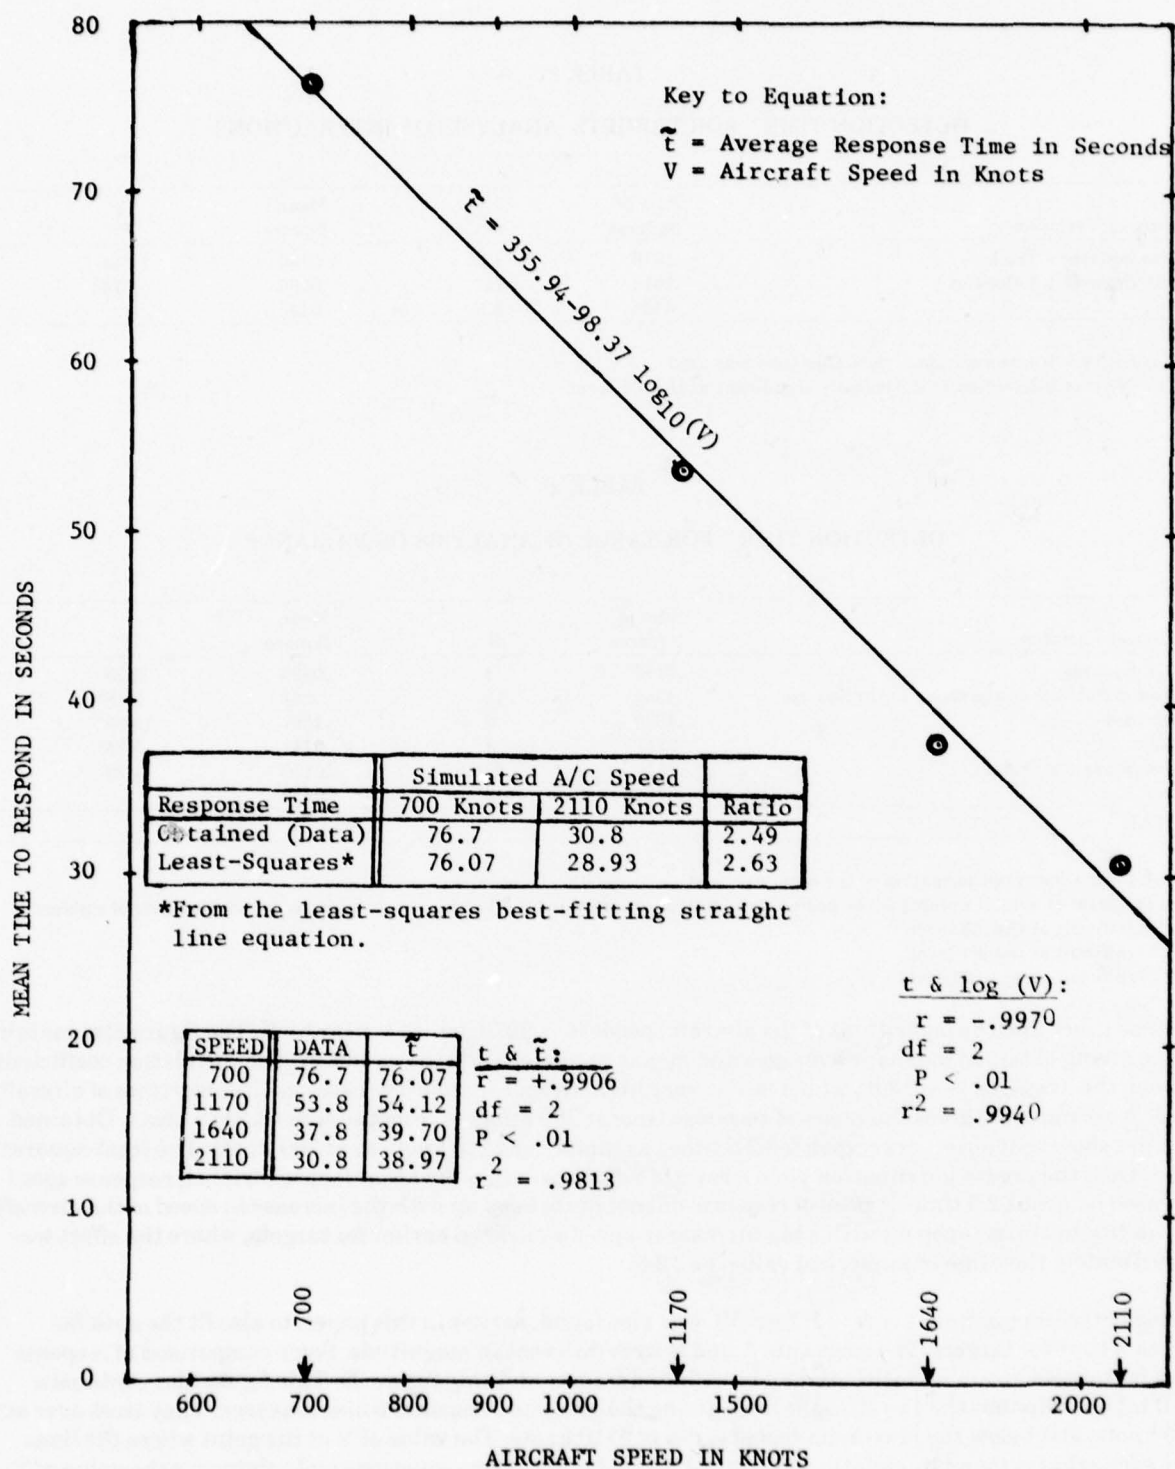 80
70
60
50
40
30
20
10
0
MEAN TIME TO RESPOND IN SECONDS
Key to Equation:
t̃ = Average Response Time in Seconds
V = Aircraft Speed in Knots
t̃ = 355.94-98.37 log₁₀(V)
Simulated A/C Speed
Response Time 700 Knots 2110 Knots Ratio
Obtained (Data) 76.7 30.8 2.49
Least-Squares* 76.07 28.93 2.63
*From the least-squares best-fitting straight
line equation.
SPEED DATA t̃
700 76.7 76.07
1170 53.8 54.12
1640 37.8 39.70
2110 30.8 38.97
t & t̃:
r = +.9906
df = 2
P < .01
r² = .9813
t & log (V):
r = -.9970
df = 2
P < .01
r² = .9940
700
1170
1640
2110
600 700 800 900 1000 1500 2000
AIRCRAFT SPEED IN KNOTS